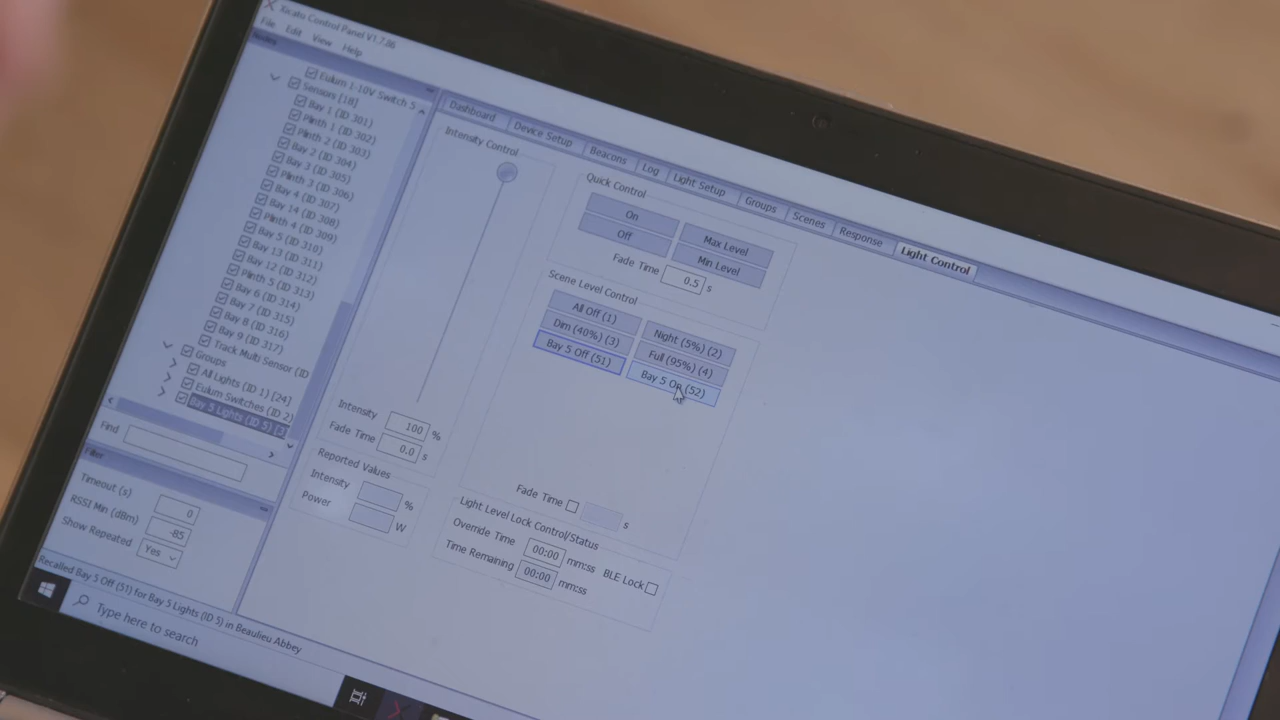 Xicato Control Panel V1.7.86
File Edit View Help
Nodes
Eulum 1-10V Switch 5
Sensors [18]
Bay 1 (ID 301)
Plinth 1 (ID 302)
Plinth 2 (ID 303)
Bay 2 (ID 304)
Bay 3 (ID 305)
Plinth 3 (ID 306)
Bay 4 (ID 307)
Bay 14 (ID 308)
Plinth 4 (ID 309)
Bay 5 (ID 310)
Bay 13 (ID 311)
Bay 12 (ID 312)
Plinth 5 (ID 313)
Bay 6 (ID 314)
Bay 7 (ID 315)
Bay 8 (ID 316)
Bay 9 (ID 317)
Track Multi Sensor (ID
Groups
All Lights (ID 1) [24]
Eulum Switches (ID 2)
Bay 5 Lights (ID 5) [3]
Find
Filter
Timeout (s) 0
RSSI Min (dBm) -85
Show Repeated Yes
Recalled Bay 5 Off (51) for Bay 5 Lights (ID 5) in Beaulieu Abbey
Type here to search
Dashboard Device Setup Beacons Log Light Setup Groups Scenes Response Light Control
Intensity Control
Intensity 100 %
Fade Time 0.0 s
Reported Values
Intensity %
Power W
Quick Control
On Max Level
Off Min Level
Fade Time 0.5 s
Scene Level Control
All Off (1) Night (5%) (2)
Dim (40%) (3) Full (95%) (4)
Bay 5 Off (51) Bay 5 On (52)
Fade Time s
Light Level Lock Control/Status
Override Time 00:00 mm:ss BLE Lock
Time Remaining 00:00 mm:ss